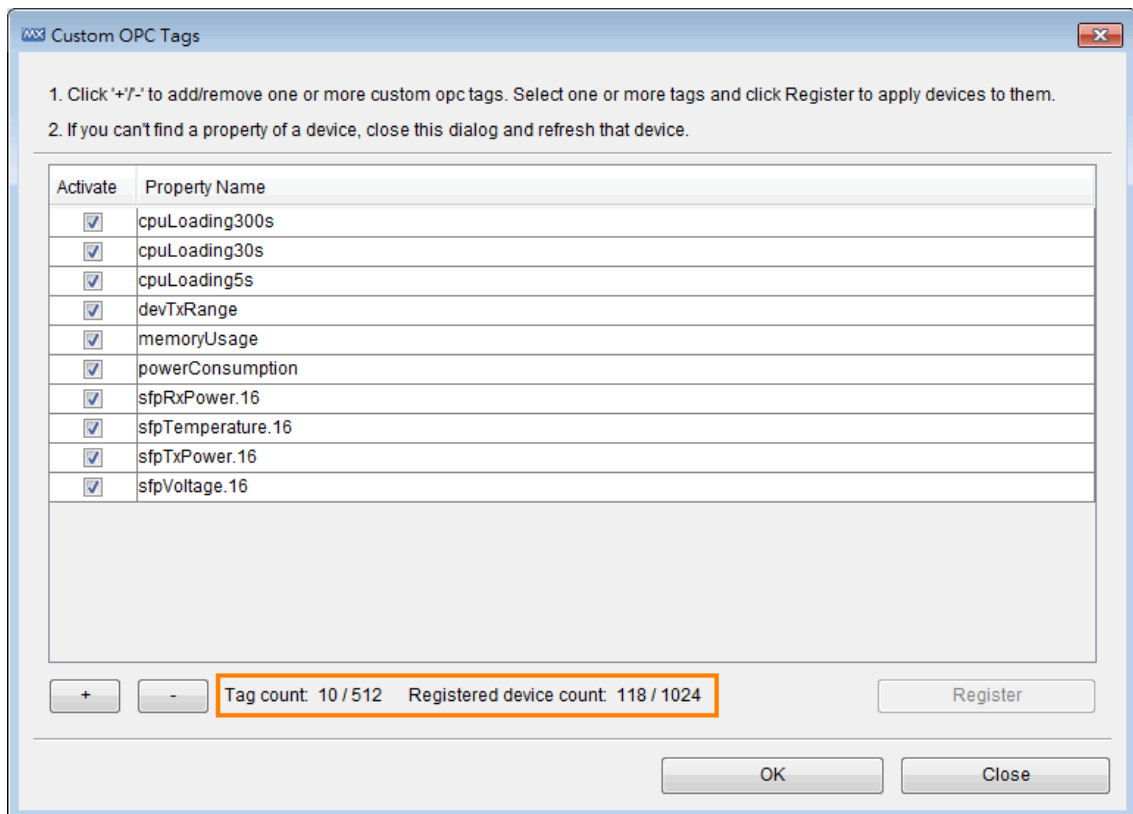 MX Custom OPC Tags
1. Click '+'/'-' to add/remove one or more custom opc tags. Select one or more tags and click Register to apply devices to them.
2. If you can't find a property of a device, close this dialog and refresh that device.
Activate Property Name
cpuLoading300s
cpuLoading30s
cpuLoading5s
devTxRange
memoryUsage
powerConsumption
sfpRxPower.16
sfpTemperature.16
sfpTxPower.16
sfpVoltage.16
+ - Tag count: 10 / 512 Registered device count: 118 / 1024 Register
OK Close